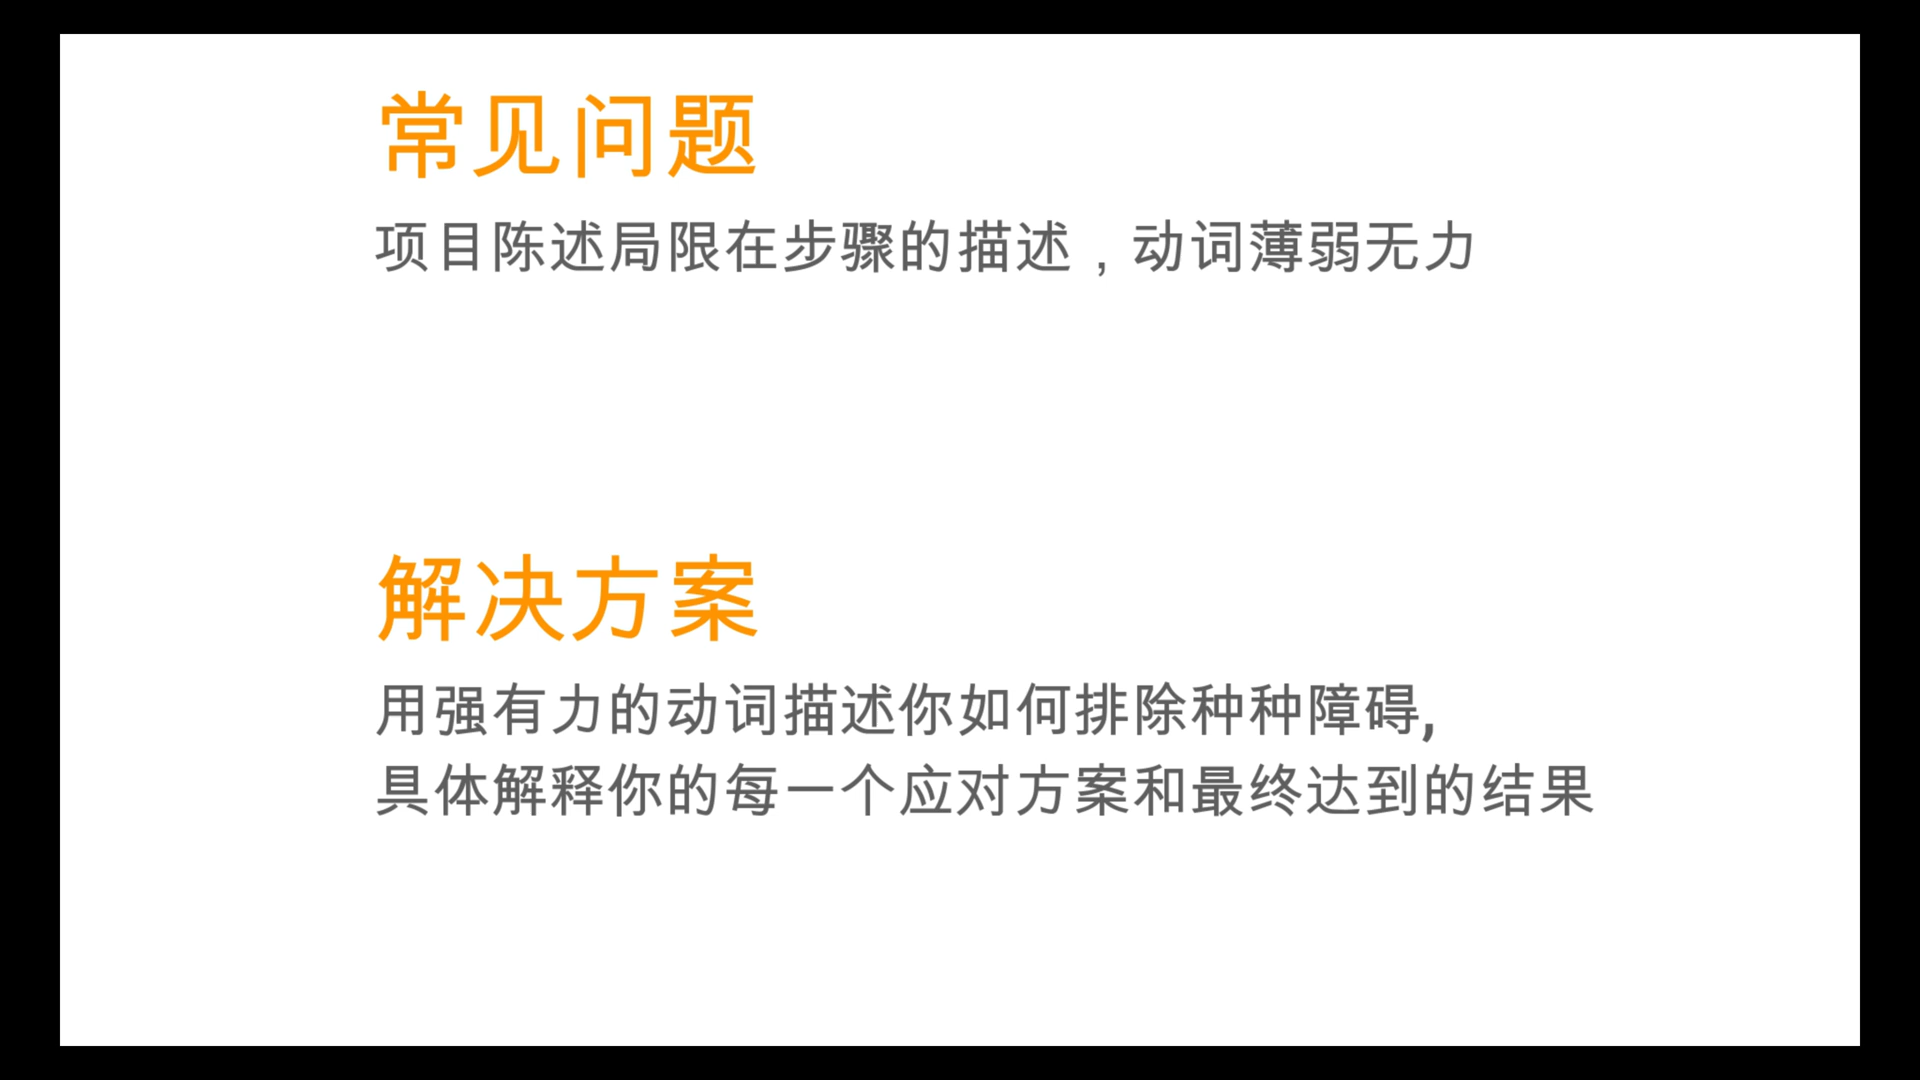 常见问题
项目陈述局限在步骤的描述，动词薄弱无力
解决方案
用强有力的动词描述你如何排除种种障碍,
具体解释你的每一个应对方案和最终达到的结果